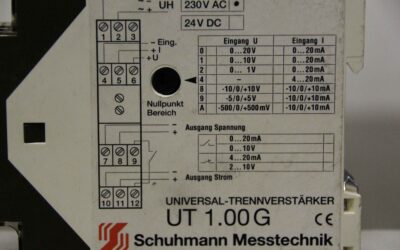 UH 230V AC
24V DC
1 2 3
- Eing.
+I
+U
4 5 6
Nullpunkt
Bereich
Eingang U Eingang I
0 0...20V 0...20mA
1 0...10V 0...20mA
2 0...1V 0...20mA
4 4...20mA
8 -10/0/+10V -10/0/+10mA
9 -5/0/+5V -10/0/+10mA
A -500/0/+500mV -10/0/+10mA
Ausgang Spannung
0...20mA
0...10V
4...20mA
2...10V
7 8 9
Ausgang Strom
10 11 12
UNIVERSAL-TRENNVERSTÄRKER
UT 1.00G CE
Schuhmann Messtechnik